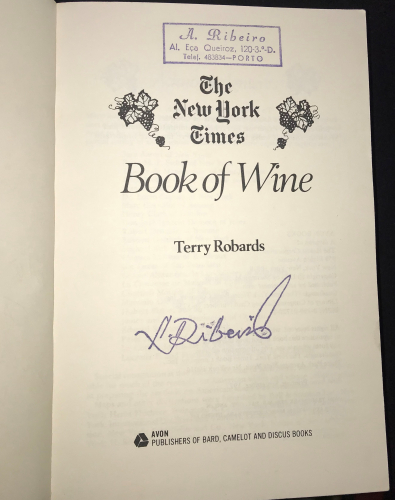 A. Ribeiro
Al. Eça Queiroz, 120-3.º-D.
Telef. 483534—PORTO
The
New York
Times
Book of Wine
Terry Robards
A. Ribeiro
AVON
PUBLISHERS OF BARD, CAMELOT AND DISCUS BOOKS